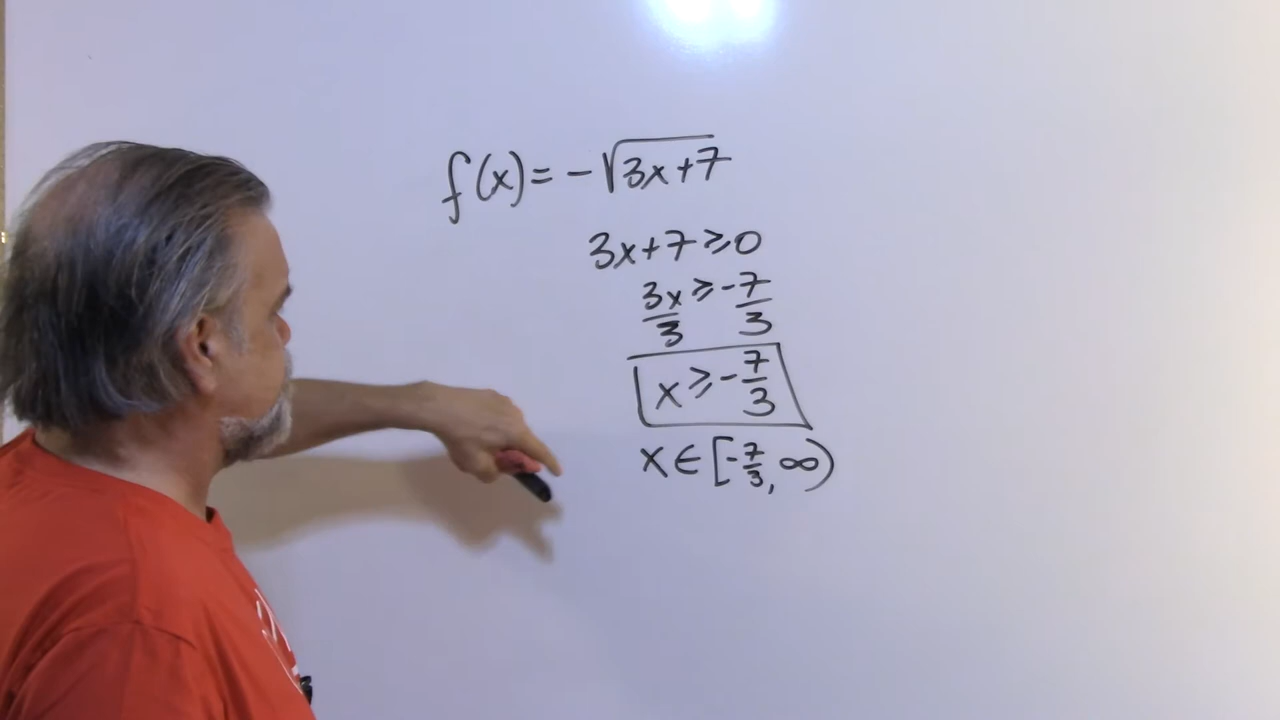 f(x) = -√(3x+7)
3x+7 ≥ 0
3x/3 ≥ -7/3
x ≥ -7/3
x ∈ [-7/3, ∞)